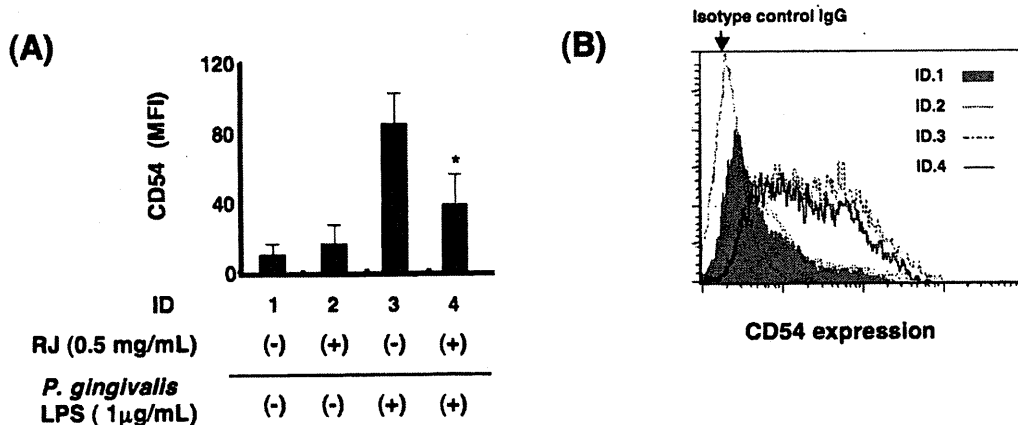 (A)
120
80
40
0
CD54 (MFI)
*
ID 1 2 3 4
RJ (0.5 mg/mL) (-) (+) (-) (+)
P. gingivalis
LPS ( 1μg/mL) (-) (-) (+) (+)
(B)
Isotype control IgG
ID.1
ID.2
ID.3
ID.4
CD54 expression